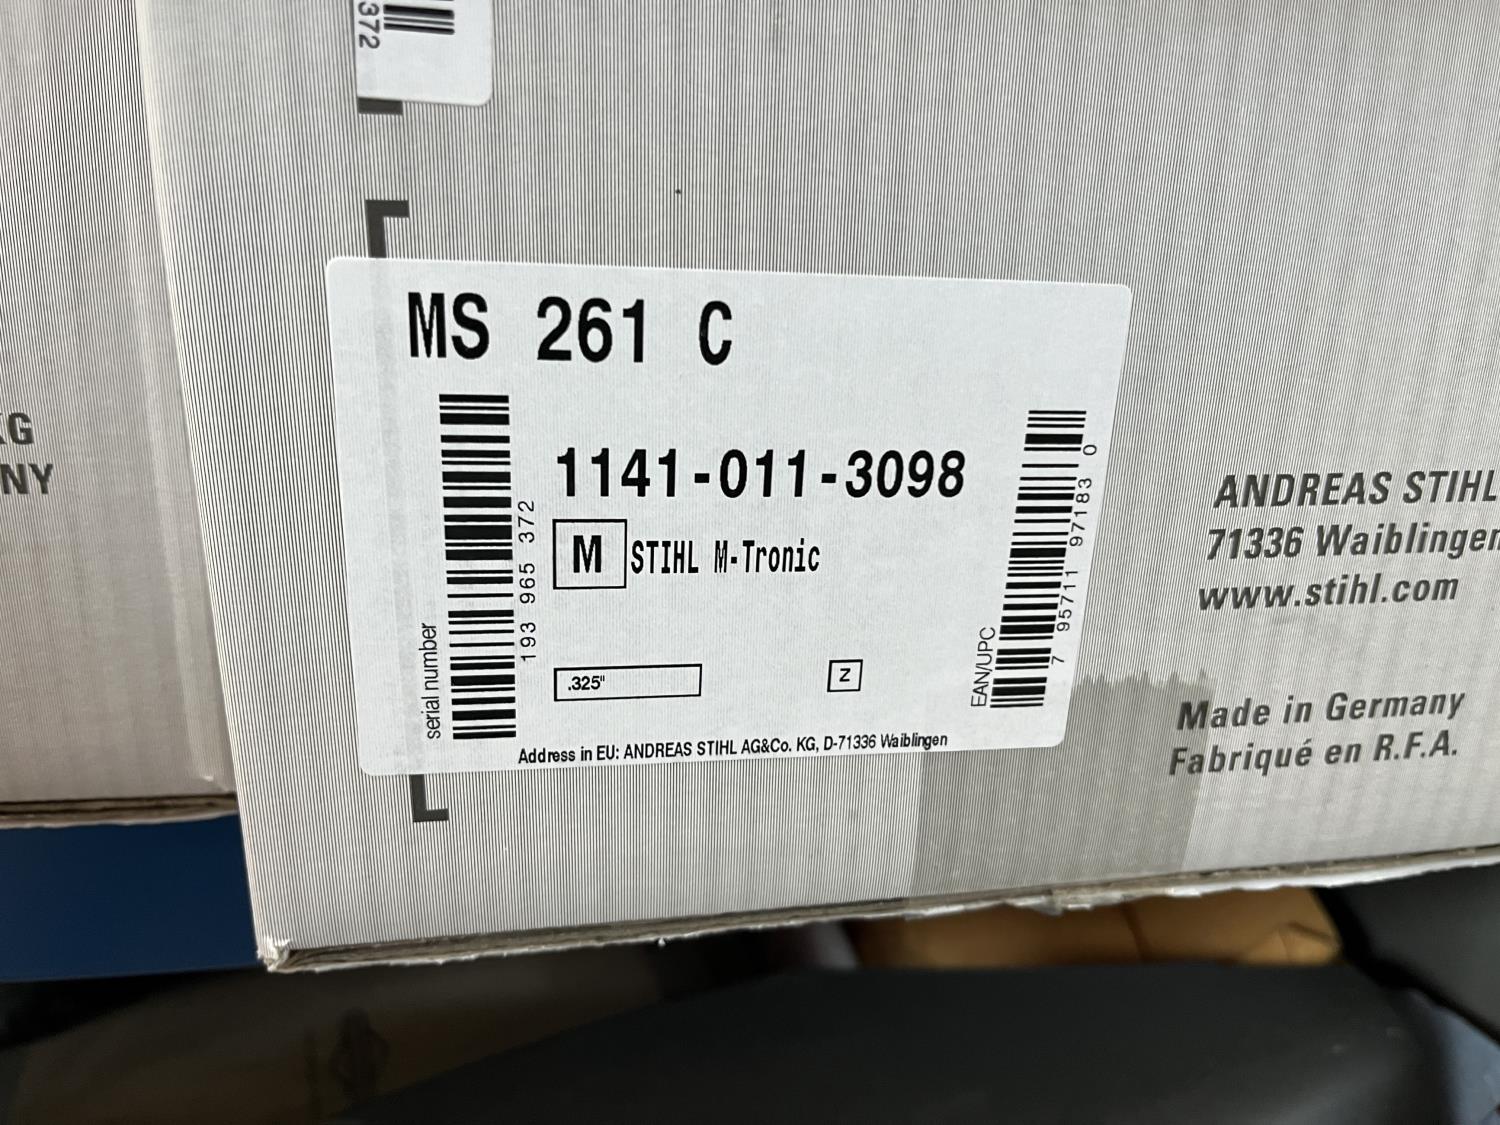 372
MS 261 C
1141-011-3098
M STIHL M-Tronic
serial number
193 965 372
.325"
Z
EAN/UPC
7 95711 97183 0
Address in EU: ANDREAS STIHL AG&Co. KG, D-71336 Waiblingen
ANDREAS STIHL
71336 Waiblingen
www.stihl.com
Made in Germany
Fabriqué en R.F.A.
KG
NY